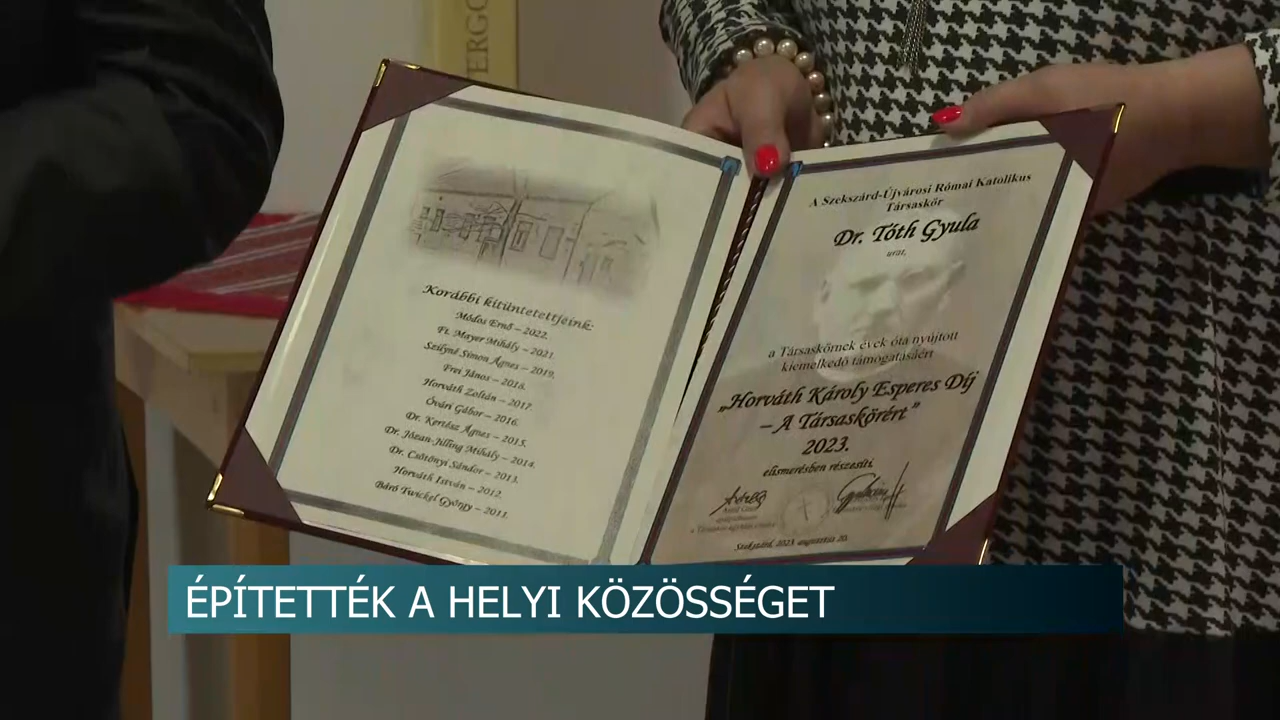 TERGO
Korábbi kitüntetettjeink:
Módos Ernő – 2022.
Ft. Mayer Mihály – 2021.
Szilyné Simon Ágnes – 2019.
Frei János – 2018.
Horváth Zoltán – 2017.
Óvári Gábor – 2016.
Dr. Kertész Ágnes – 2015.
Dr. Józan-Jilling Mihály – 2014.
Dr. Csötönyi Sándor – 2013.
Horváth István – 2012.
Báró Twickel György – 2011.
A Szekszárd-Újvárosi Római Katolikus
Társaskör
Dr. Tóth Gyula
urat,
a Társaskörnek évek óta nyújtott
kiemelkedő támogatásáért
„Horváth Károly Esperes Díj
– A Társaskörért”
2023.
elismerésben részesíti.
Szekszárd, 2023. augusztus 20.
ÉPÍTETTÉK A HELYI KÖZÖSSÉGET